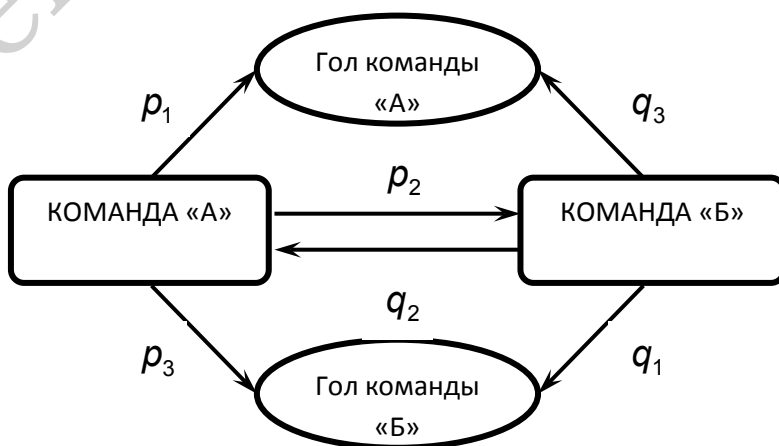 Гол команды
«А»
p₁
q₃
p₂
КОМАНДА «А»
КОМАНДА «Б»
q₂
p₃
q₁
Гол команды
«Б»